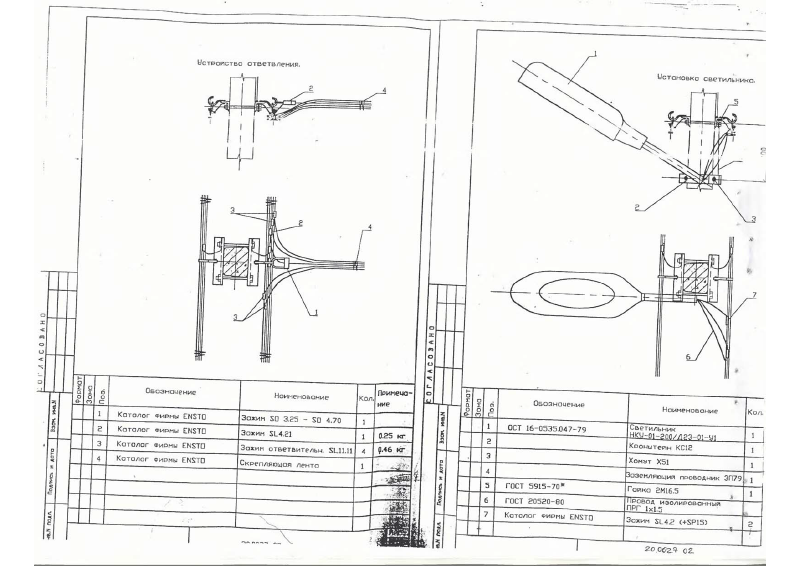 Устройство ответвления.
2
4
3
2
4
3
1
СОГЛАСОВАНО
Взам. инв.N
Подпись и дата
Инв.N подл.
Формат
Зона
Поз.
Обозначение
Наименование
Кол.
Примеча-
ние
1 Каталог фирмы ENSTO Зажим SO 3.25 - SO 4.70 1
2 Каталог фирмы ENSTO Зажим SL4.21 1 0.25 кг
3 Каталог фирмы ENSTO Зажим ответвительн. SL11.11 4 0.46 кг
4 Каталог фирмы ENSTO Скрепляющая лента 1
Установка светильника.
1
5
2
3
7
6
СОГЛАСОВАНО
Взам. инв.N
Подпись и дата
Инв.N подл.
Формат
Зона
Поз.
Обозначение
Наименование
Кол.
1 ОСТ 16-0535.047-79 Светильник
НКУ-01-200/Д23-01-У1 1
2 Кронштейн КС12 1
3 Хомут Х51 1
4 Заземляющий проводник ЗП79 1
5 ГОСТ 5915-70* Гайка 2М16.5 1
6 ГОСТ 20520-80 Провод изолированный
ПРГ 1х1.5
7 Каталог фирмы ENSTO Зажим SL4.2 (+SP15) 2
20.0029 02